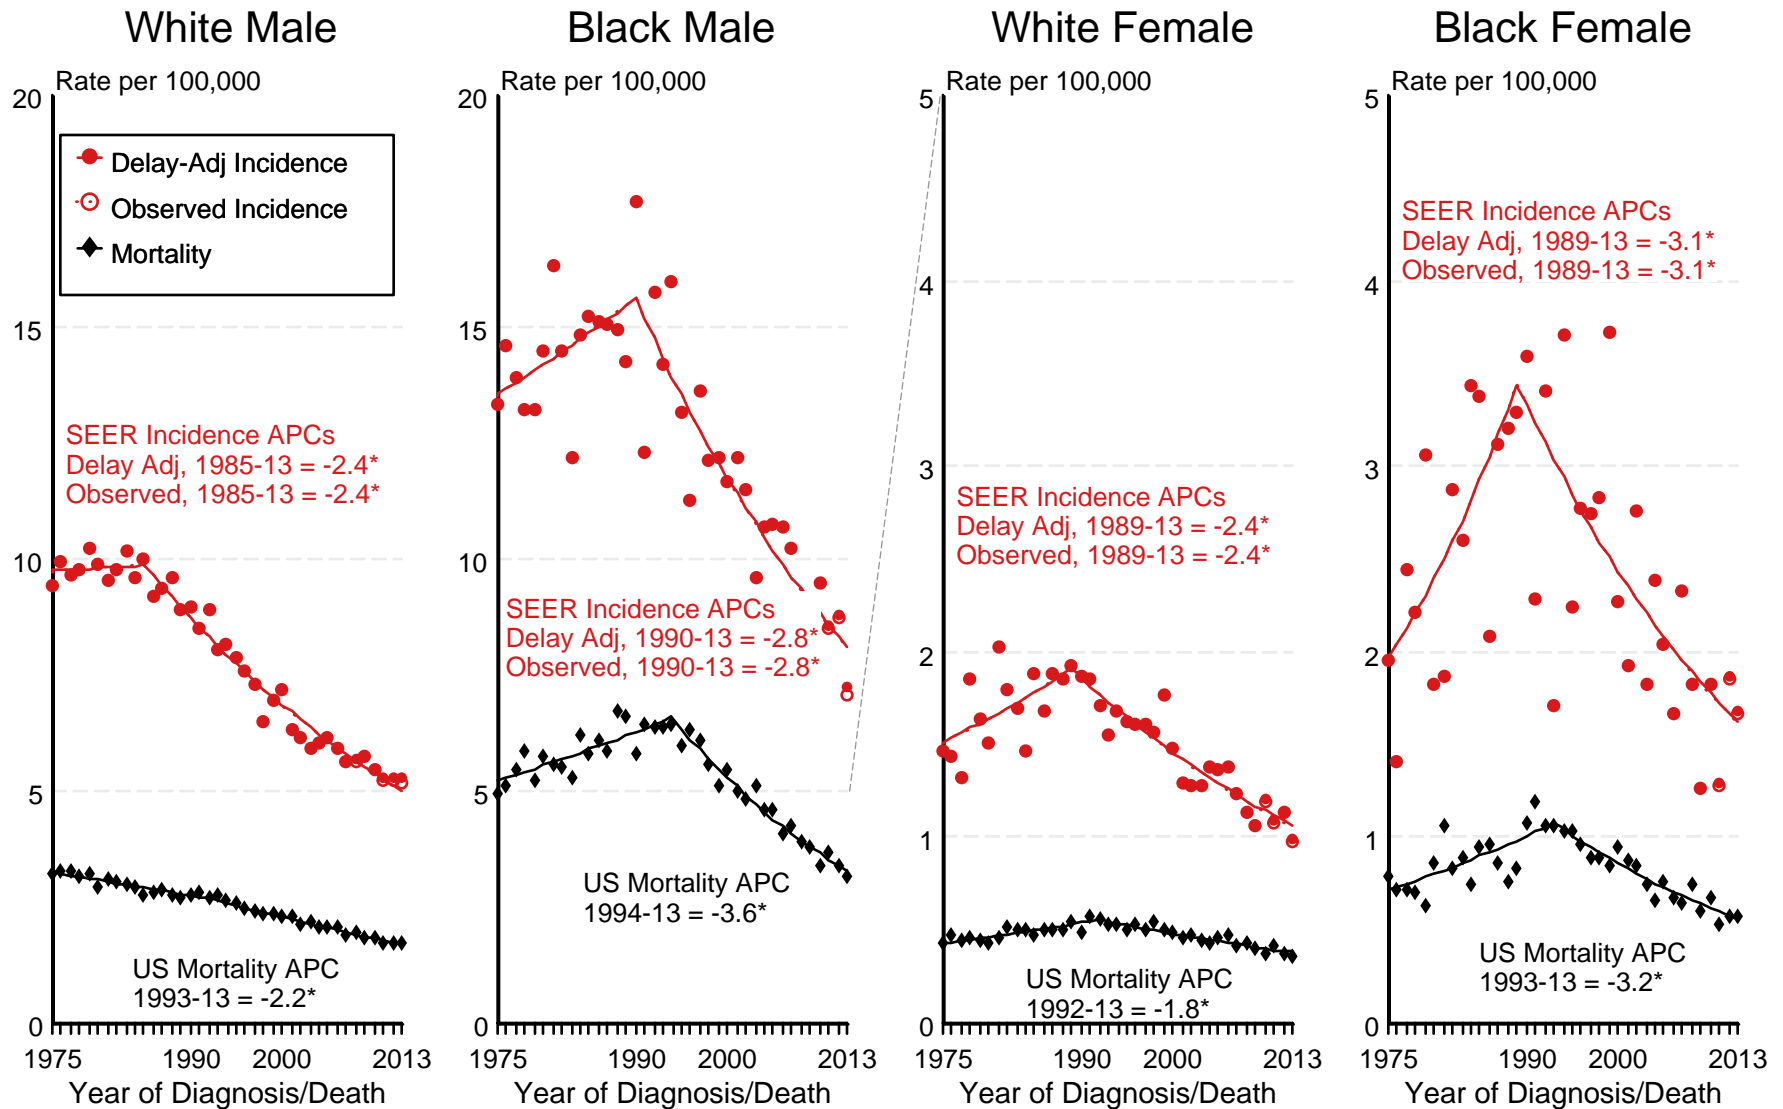 White Male
Rate per 100,000
20
15
10
5
0
Delay-Adj Incidence
Observed Incidence
Mortality
SEER Incidence APCs
Delay Adj, 1985-13 = -2.4*
Observed, 1985-13 = -2.4*
US Mortality APC
1993-13 = -2.2*
1975 1990 2000 2013
Year of Diagnosis/Death
Black Male
Rate per 100,000
20
15
10
5
0
SEER Incidence APCs
Delay Adj, 1990-13 = -2.8*
Observed, 1990-13 = -2.8*
US Mortality APC
1994-13 = -3.6*
1975 1990 2000 2013
Year of Diagnosis/Death
White Female
Rate per 100,000
5
4
3
2
1
0
SEER Incidence APCs
Delay Adj, 1989-13 = -2.4*
Observed, 1989-13 = -2.4*
US Mortality APC
1992-13 = -1.8*
1975 1990 2000 2013
Year of Diagnosis/Death
Black Female
Rate per 100,000
5
4
3
2
1
0
SEER Incidence APCs
Delay Adj, 1989-13 = -3.1*
Observed, 1989-13 = -3.1*
US Mortality APC
1993-13 = -3.2*
1975 1990 2000 2013
Year of Diagnosis/Death